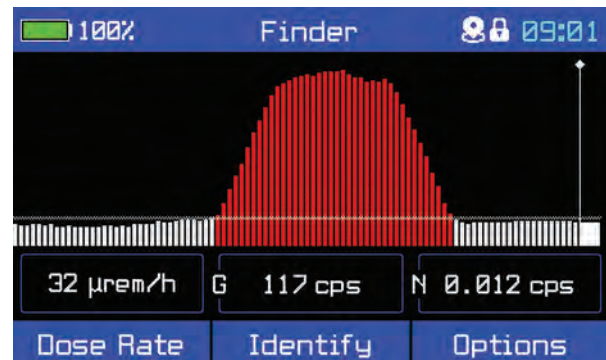 100% Finder 09:01
32 µrem/h G 117 cps N 0.012 cps
Dose Rate Identify Options